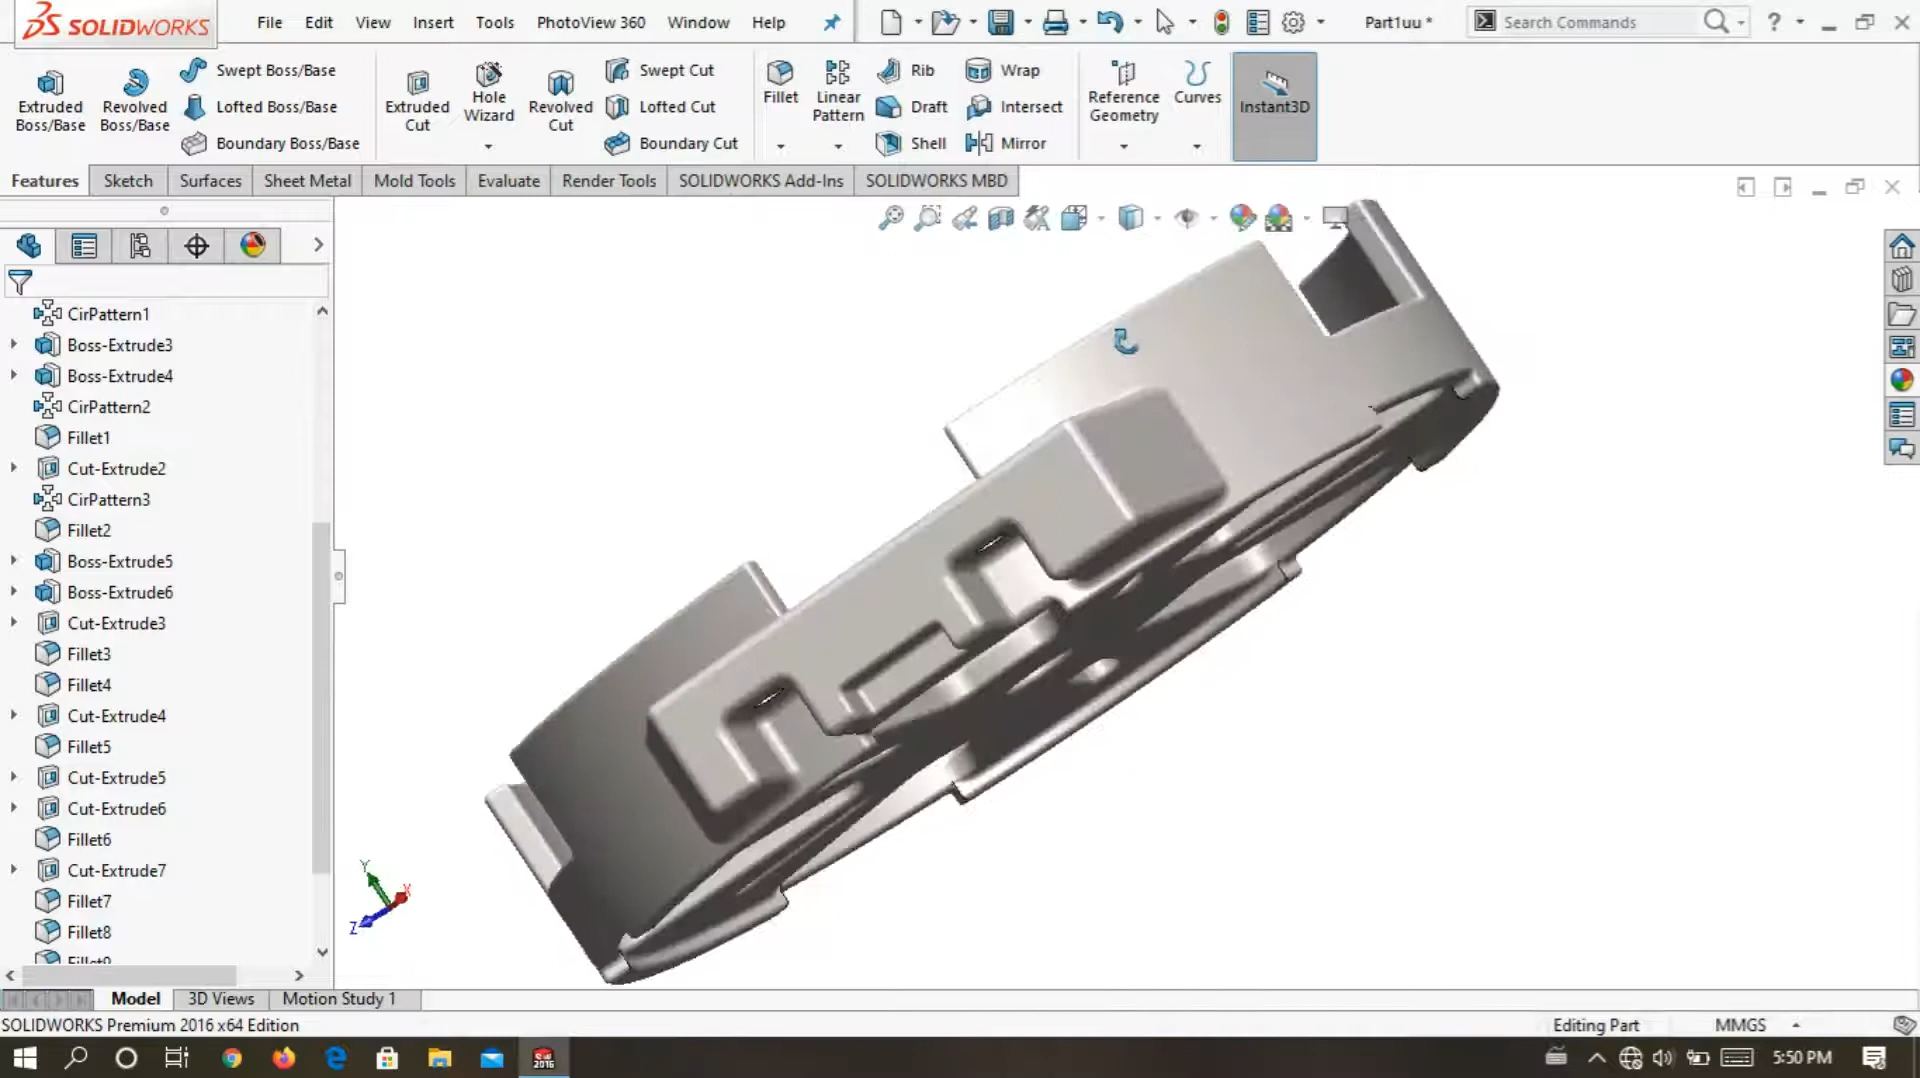 SOLIDWORKS File Edit View Insert Tools PhotoView 360 Window Help Part1uu * Search Commands ?
Extruded Boss/Base
Revolved Boss/Base
Swept Boss/Base
Lofted Boss/Base
Boundary Boss/Base
Extruded Cut
Hole Wizard
Revolved Cut
Swept Cut
Lofted Cut
Boundary Cut
Fillet
Linear Pattern
Rib
Draft
Shell
Wrap
Intersect
Mirror
Reference Geometry
Curves
Instant3D
Features Sketch Surfaces Sheet Metal Mold Tools Evaluate Render Tools SOLIDWORKS Add-Ins SOLIDWORKS MBD
CirPattern1
Boss-Extrude3
Boss-Extrude4
CirPattern2
Fillet1
Cut-Extrude2
CirPattern3
Fillet2
Boss-Extrude5
Boss-Extrude6
Cut-Extrude3
Fillet3
Fillet4
Cut-Extrude4
Fillet5
Cut-Extrude5
Cut-Extrude6
Fillet6
Cut-Extrude7
Fillet7
Fillet8
Fillet9
Y
X
Z
Model 3D Views Motion Study 1
SOLIDWORKS Premium 2016 x64 Edition Editing Part MMGS
SW 2016 5:50 PM